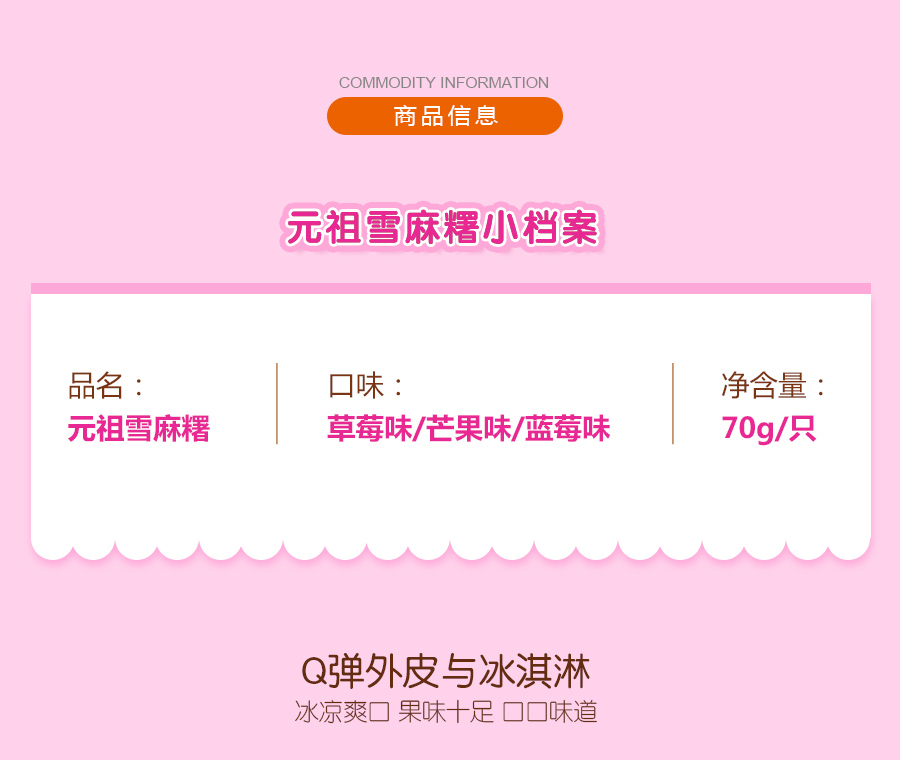 COMMODITY INFORMATION
商品信息
元祖雪麻糬小档案
品名：
元祖雪麻糬
口味：
草莓味/芒果味/蓝莓味
净含量：
70g/只
Q弹外皮与冰淇淋
冰凉爽口 果味十足 口口味道